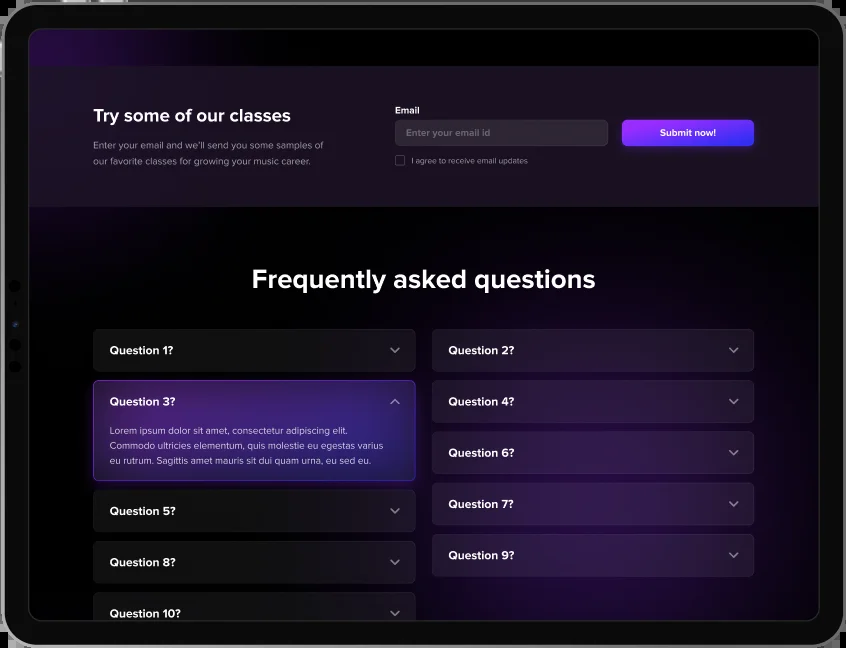 Try some of our classes
Enter your email and we'll send you some samples of
our favorite classes for growing your music career.
Email
Enter your email id
Submit now!
I agree to receive email updates
Frequently asked questions
Question 1?
Question 2?
Question 3?
Lorem ipsum dolor sit amet, consectetur adipiscing elit.
Commodo ultricies elementum, quis molestie eu egestas varius
eu rutrum. Sagittis amet mauris sit dui quam urna, eu sed eu.
Question 4?
Question 5?
Question 6?
Question 7?
Question 8?
Question 9?
Question 10?